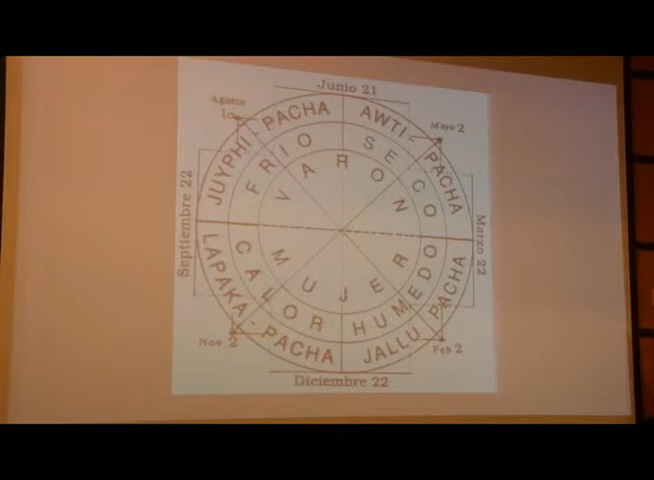 Junio 21
Agosto
1o.
Mayo 2
JUYPHI - PACHA
AWTI - PACHA
FRIO
SECO
VARON
Septiembre 22
Marzo 22
MUJER
CALOR
HUMEDO
LAPAKA - PACHA
JALLU PACHA
Nov 2
Feb 2
Diciembre 22